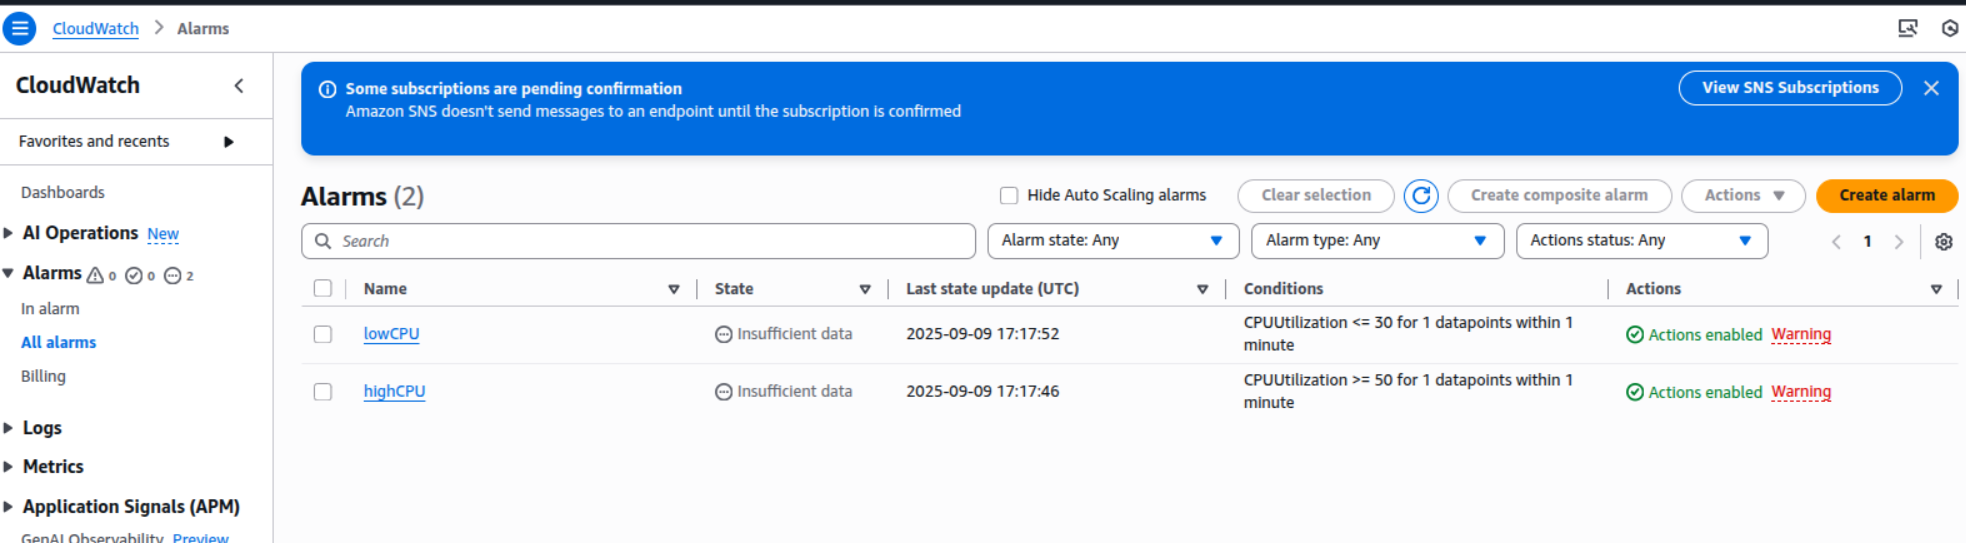 CloudWatch > Alarms
CloudWatch
Favorites and recents
Dashboards
AI Operations New
Alarms 0 0 2
In alarm
All alarms
Billing
Logs
Metrics
Application Signals (APM)
GenAI Observability Preview
Some subscriptions are pending confirmation
Amazon SNS doesn't send messages to an endpoint until the subscription is confirmed
View SNS Subscriptions
Alarms (2)
Hide Auto Scaling alarms
Clear selection
Create composite alarm
Actions
Create alarm
Search
Alarm state: Any
Alarm type: Any
Actions status: Any
1
Name State Last state update (UTC) Conditions Actions
lowCPU Insufficient data 2025-09-09 17:17:52 CPUUtilization <= 30 for 1 datapoints within 1
minute
Actions enabled Warning
highCPU Insufficient data 2025-09-09 17:17:46 CPUUtilization >= 50 for 1 datapoints within 1
minute
Actions enabled Warning